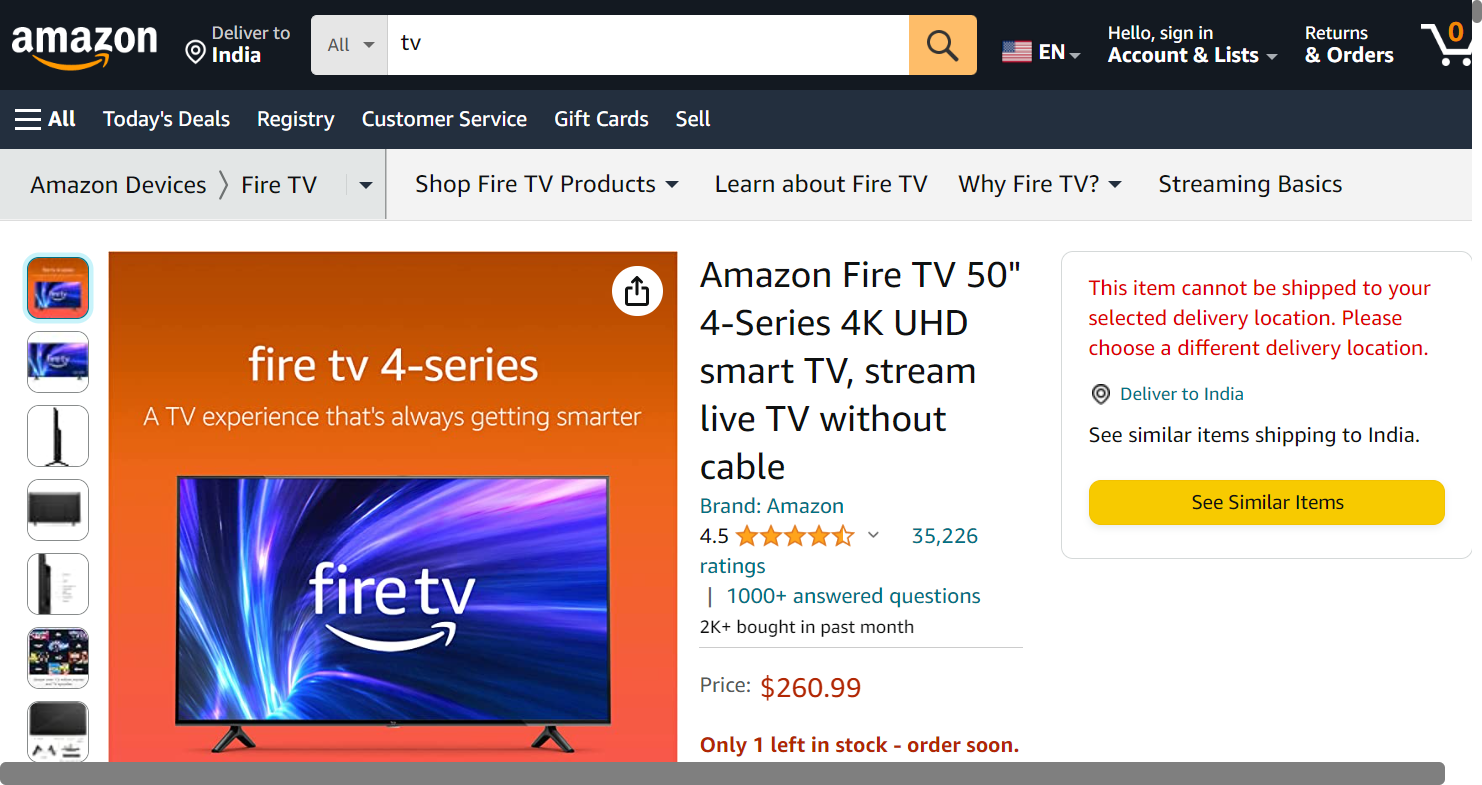 amazon
Deliver to
India
All
tv
EN
Hello, sign in
Account & Lists
Returns
& Orders
0
All
Today's Deals
Registry
Customer Service
Gift Cards
Sell
Amazon Devices
Fire TV
Shop Fire TV Products
Learn about Fire TV
Why Fire TV?
Streaming Basics
fire tv 4-series
A TV experience that's always getting smarter
fire tv
Amazon Fire TV 50"
4-Series 4K UHD
smart TV, stream
live TV without
cable
Brand: Amazon
4.5
35,226
ratings
| 1000+ answered questions
2K+ bought in past month
Price: $260.99
Only 1 left in stock - order soon.
This item cannot be shipped to your
selected delivery location. Please
choose a different delivery location.
Deliver to India
See similar items shipping to India.
See Similar Items